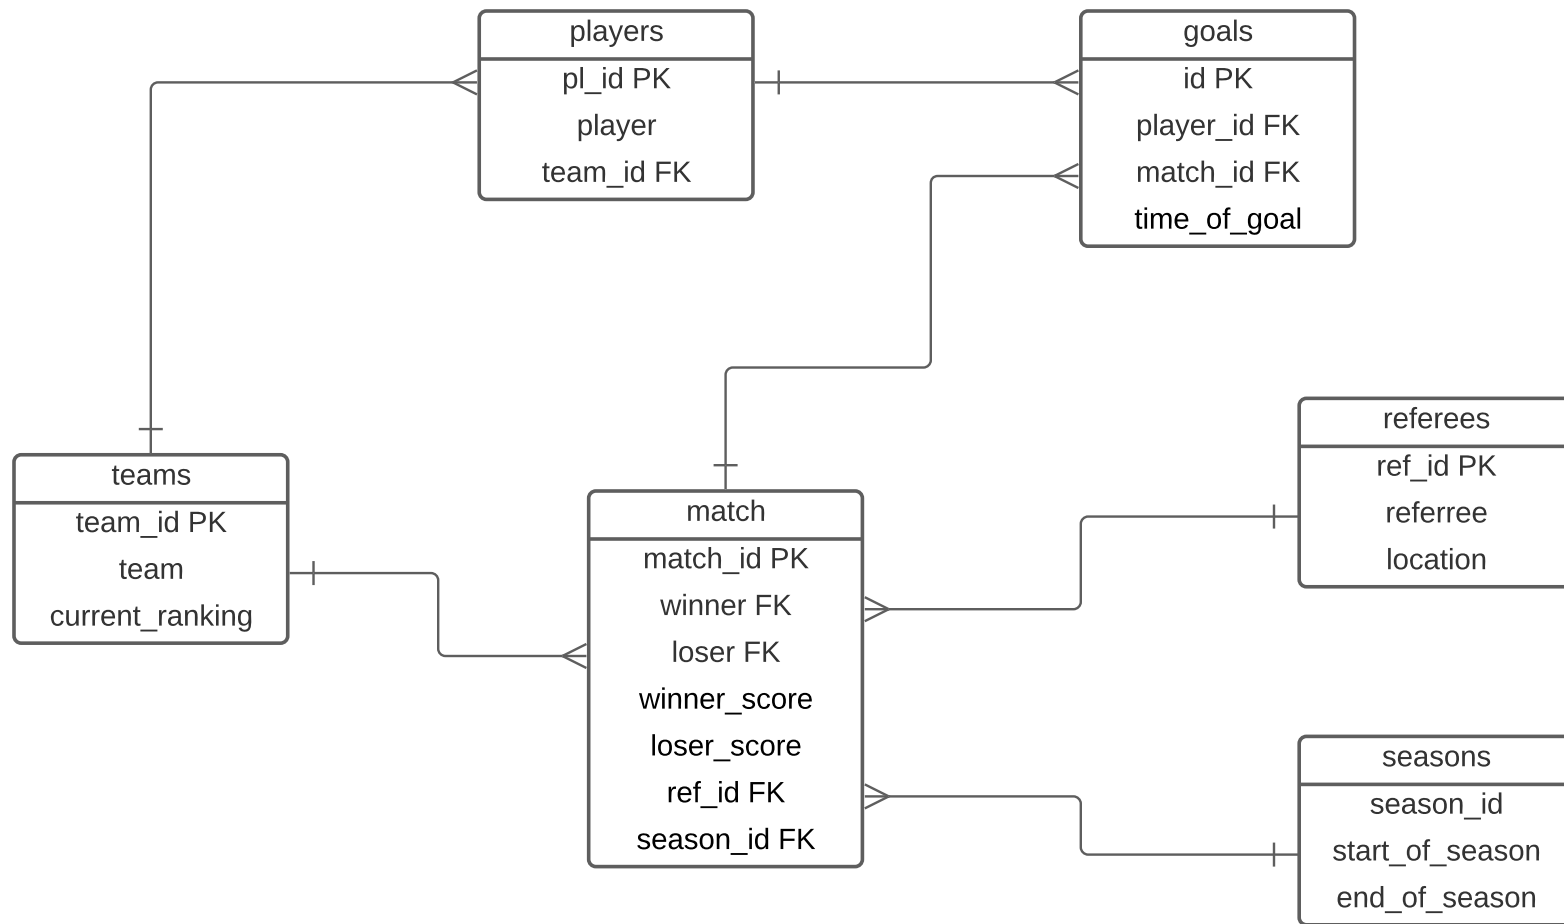 players
pl_id PK
player
team_id FK
goals
id PK
player_id FK
match_id FK
time_of_goal
teams
team_id PK
team
current_ranking
match
match_id PK
winner FK
loser FK
winner_score
loser_score
ref_id FK
season_id FK
referees
ref_id PK
referree
location
seasons
season_id
start_of_season
end_of_season